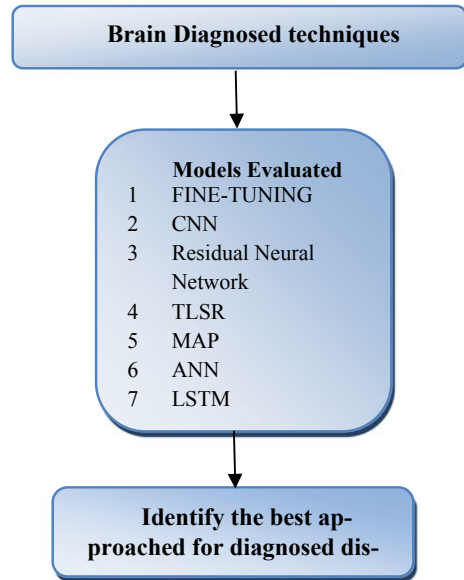 Brain Diagnosed techniques
Models Evaluated
1 FINE-TUNING
2 CNN
3 Residual Neural
Network
4 TLSR
5 MAP
6 ANN
7 LSTM
Identify the best ap-
proached for diagnosed dis-